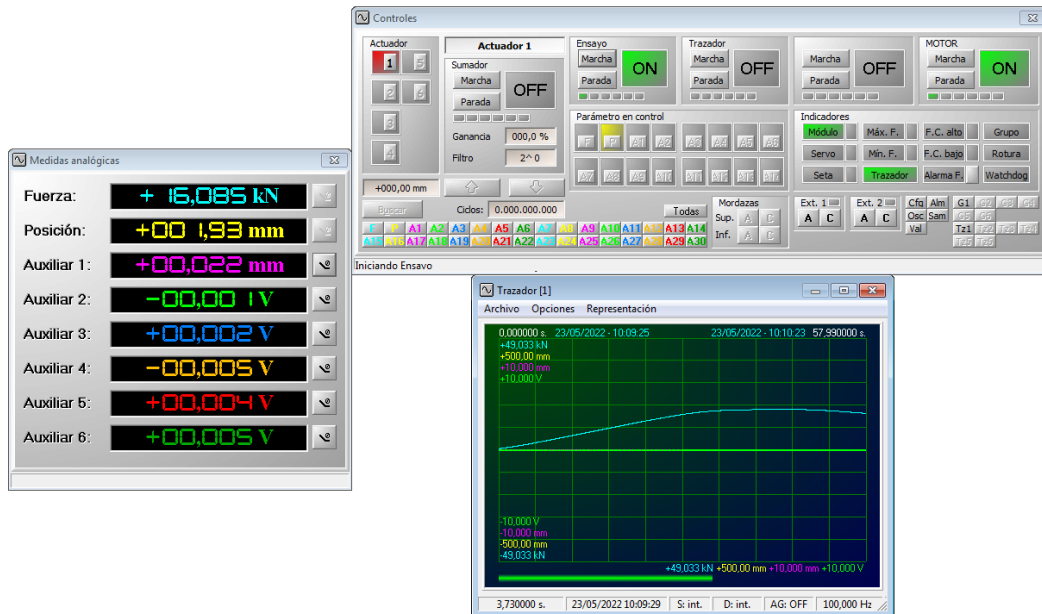 Controles
Actuador
1 5
2 6
3
4
+000,00 mm
Buscar
Actuador 1
Sumador
Marcha
Parada
OFF
Ganancia 000,0 %
Filtro 2^ 0
Ciclos: 0.000.000.000
Ensayo
Marcha
Parada
ON
Trazador
Marcha
Parada
OFF
Marcha
Parada
OFF
MOTOR
Marcha
Parada
ON
Parámetro en control
F P A1 A2 A3 A4 A5 A6
A7 A8 A9
Indicadores
Módulo Máx. F. F.C. alto Grupo
Servo Mín. F. F.C. bajo Rotura
Seta Trazador Alarma F. Watchdog
Todas
F P A1 A2 A3 A4 A5 A6 A7 A8 A9 A10 A11 A12 A13 A14
A15 A16 A17 A18 A19 A20 A21 A22 A23 A24 A25 A26 A27 A28 A29 A30
Mordazas
Sup. A C
Inf. A C
Ext. 1
A C
Ext. 2
A C
Cfg Alm G1 G2 G3 G4
Osc Sam G5 G6
Val Tz1 Tz2 Tz3 Tz4
Tz5 Tz6
Iniciando Ensayo
Medidas analógicas
Fuerza: + 16,085 kN
Posición: +001,93 mm
Auxiliar 1: +00,022 mm
Auxiliar 2: -00,001 V
Auxiliar 3: +00,002 V
Auxiliar 4: -00,005 V
Auxiliar 5: +00,004 V
Auxiliar 6: +00,005 V
Trazador [1]
Archivo Opciones Representación
0,000000 s. 23/05/2022 - 10:09:25 23/05/2022 - 10:10:23 57,990000 s.
+49,033 kN
+500,00 mm
+10,000 mm
+10,000 V
-10,000 V
-10,000 mm
-500,00 mm
-49,033 kN
+49,033 kN +500,00 mm +10,000 mm +10,000 V
3,730000 s. 23/05/2022 10:09:29 S: int. D: int. AG: OFF 100,000 Hz